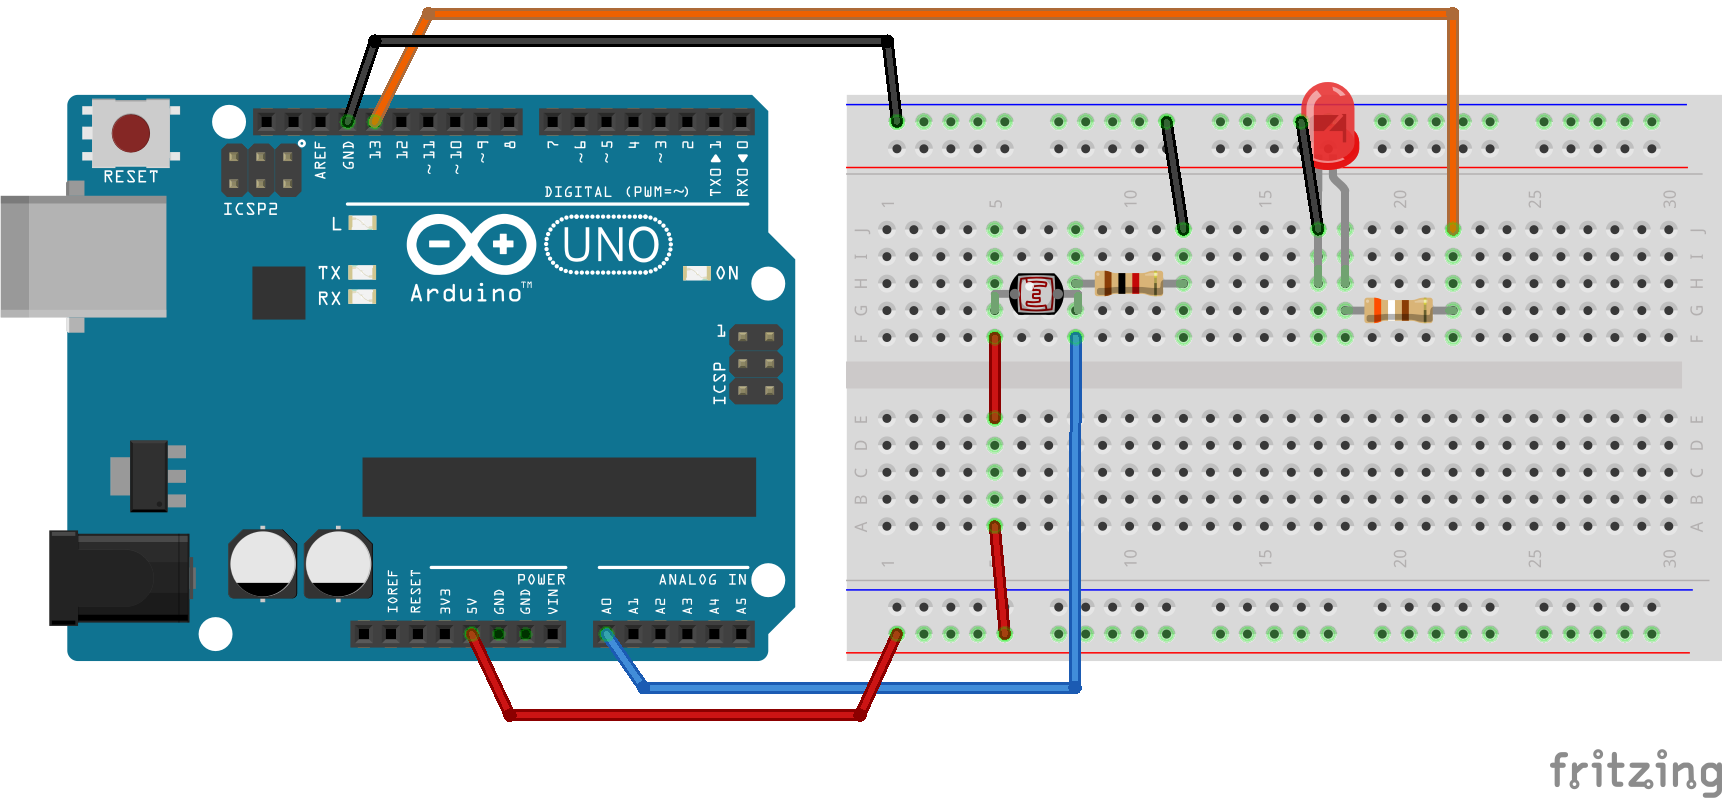 RESET
ICSP2
AREF
GND
13
12
~11
~10
~9
8
7
~6
~5
4
~3
2
TX0▶1
RX0◀0
DIGITAL (PWM=~)
L
TX
RX
UNO
ON
Arduino™
1
ICSP
IOREF
RESET
3V3
5V
GND
GND
VIN
POWER
ANALOG IN
A0
A1
A2
A3
A4
A5
1 5 10 15 20 25 30
J J
I I
H H
G G
F F
E E
D D
C C
B B
A A
1 10 15 20 25 30
fritzing